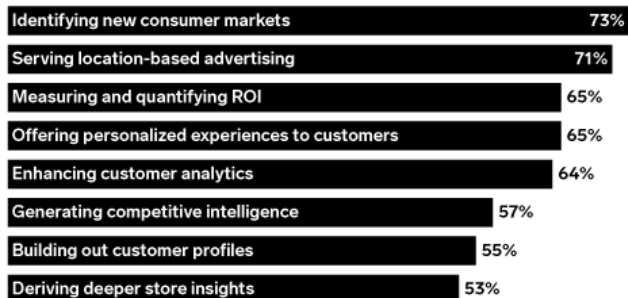 Identifying new consumer markets 73%
Serving location-based advertising 71%
Measuring and quantifying ROI 65%
Offering personalized experiences to customers 65%
Enhancing customer analytics 64%
Generating competitive intelligence 57%
Building out customer profiles 55%
Deriving deeper store insights 53%